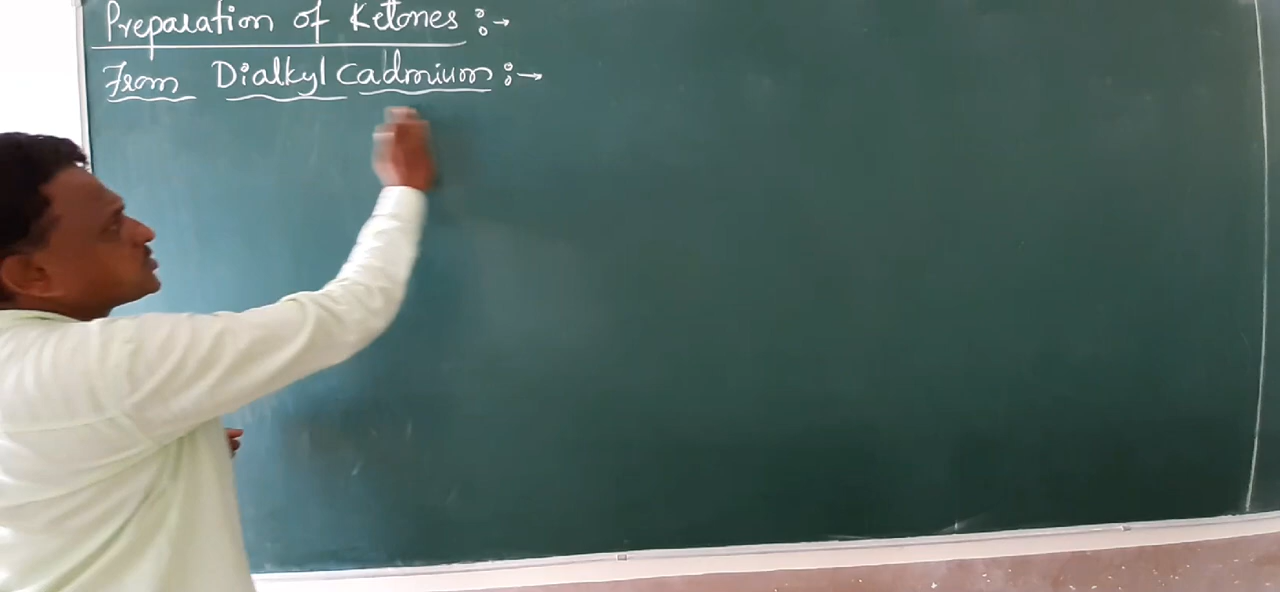 Preparation of Ketones :→
From Dialkyl Cadmium :→